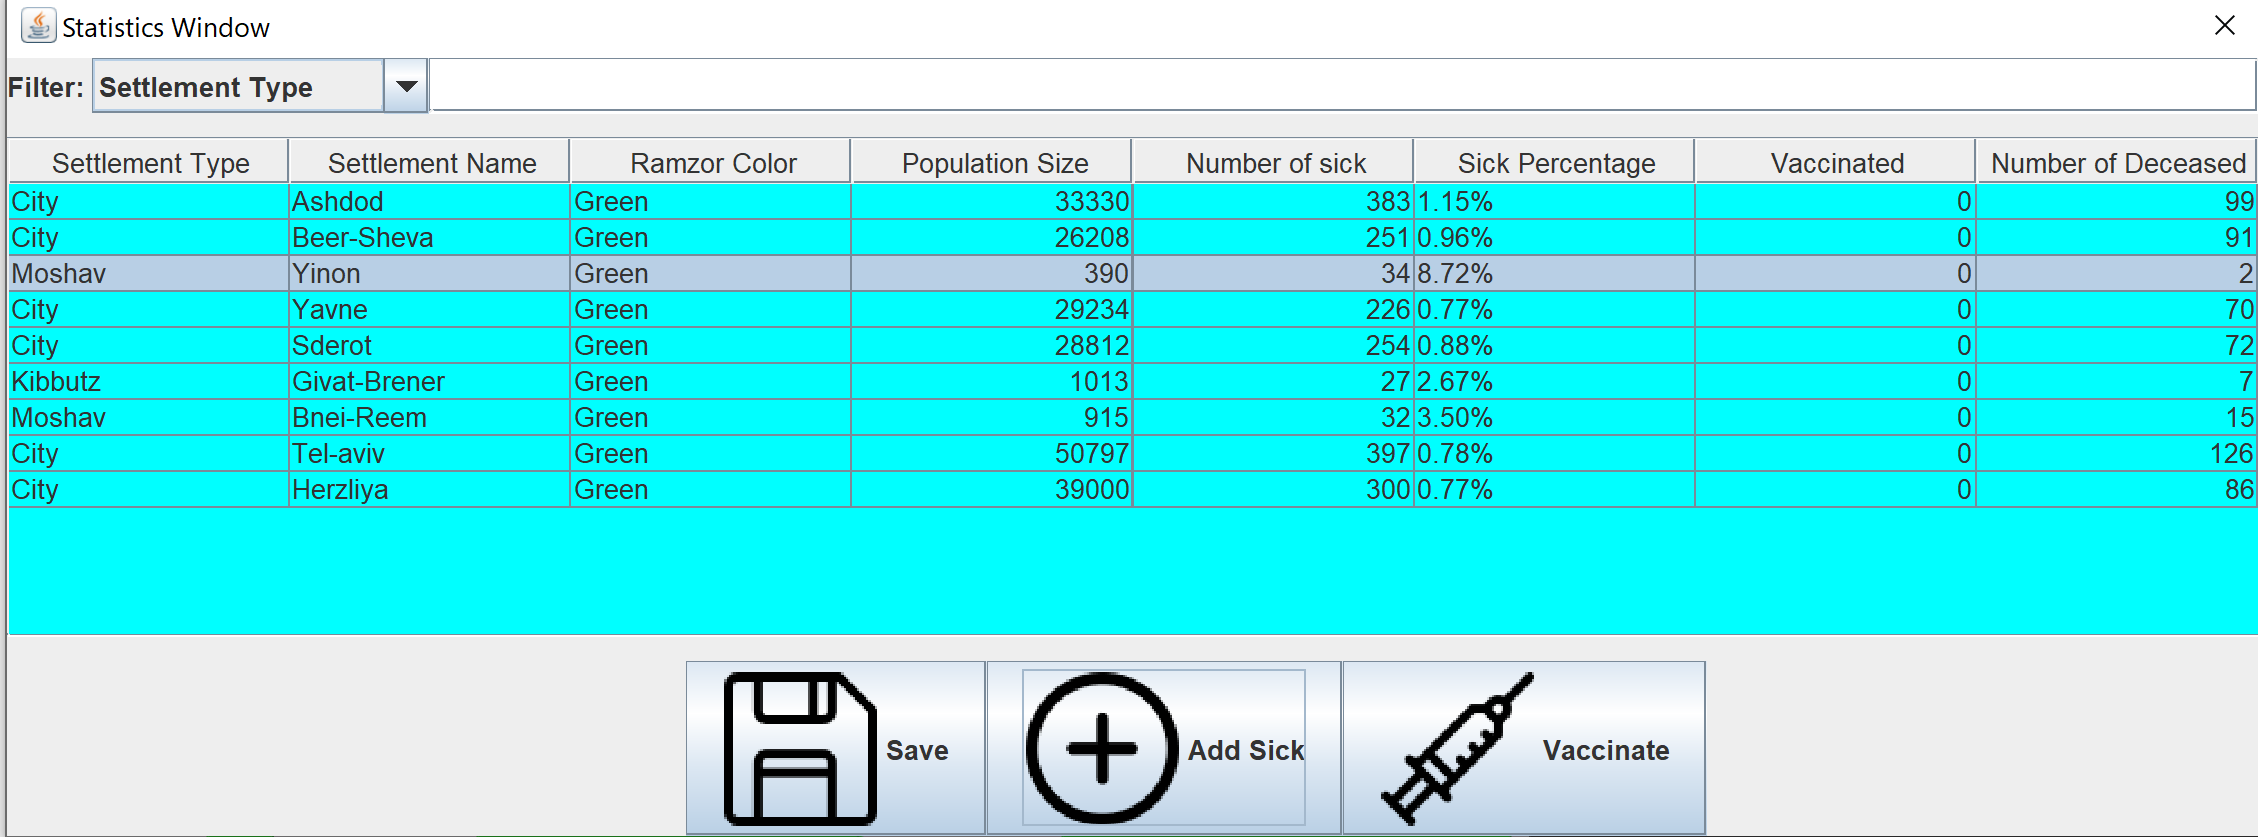 Statistics Window
Filter: Settlement Type
Settlement Type Settlement Name Ramzor Color Population Size Number of sick Sick Percentage Vaccinated Number of Deceased
City Ashdod Green 33330 383 1.15% 0 99
City Beer-Sheva Green 26208 251 0.96% 0 91
Moshav Yinon Green 390 34 8.72% 0 2
City Yavne Green 29234 226 0.77% 0 70
City Sderot Green 28812 254 0.88% 0 72
Kibbutz Givat-Brener Green 1013 27 2.67% 0 7
Moshav Bnei-Reem Green 915 32 3.50% 0 15
City Tel-aviv Green 50797 397 0.78% 0 126
City Herzliya Green 39000 300 0.77% 0 86
Save Add Sick Vaccinate